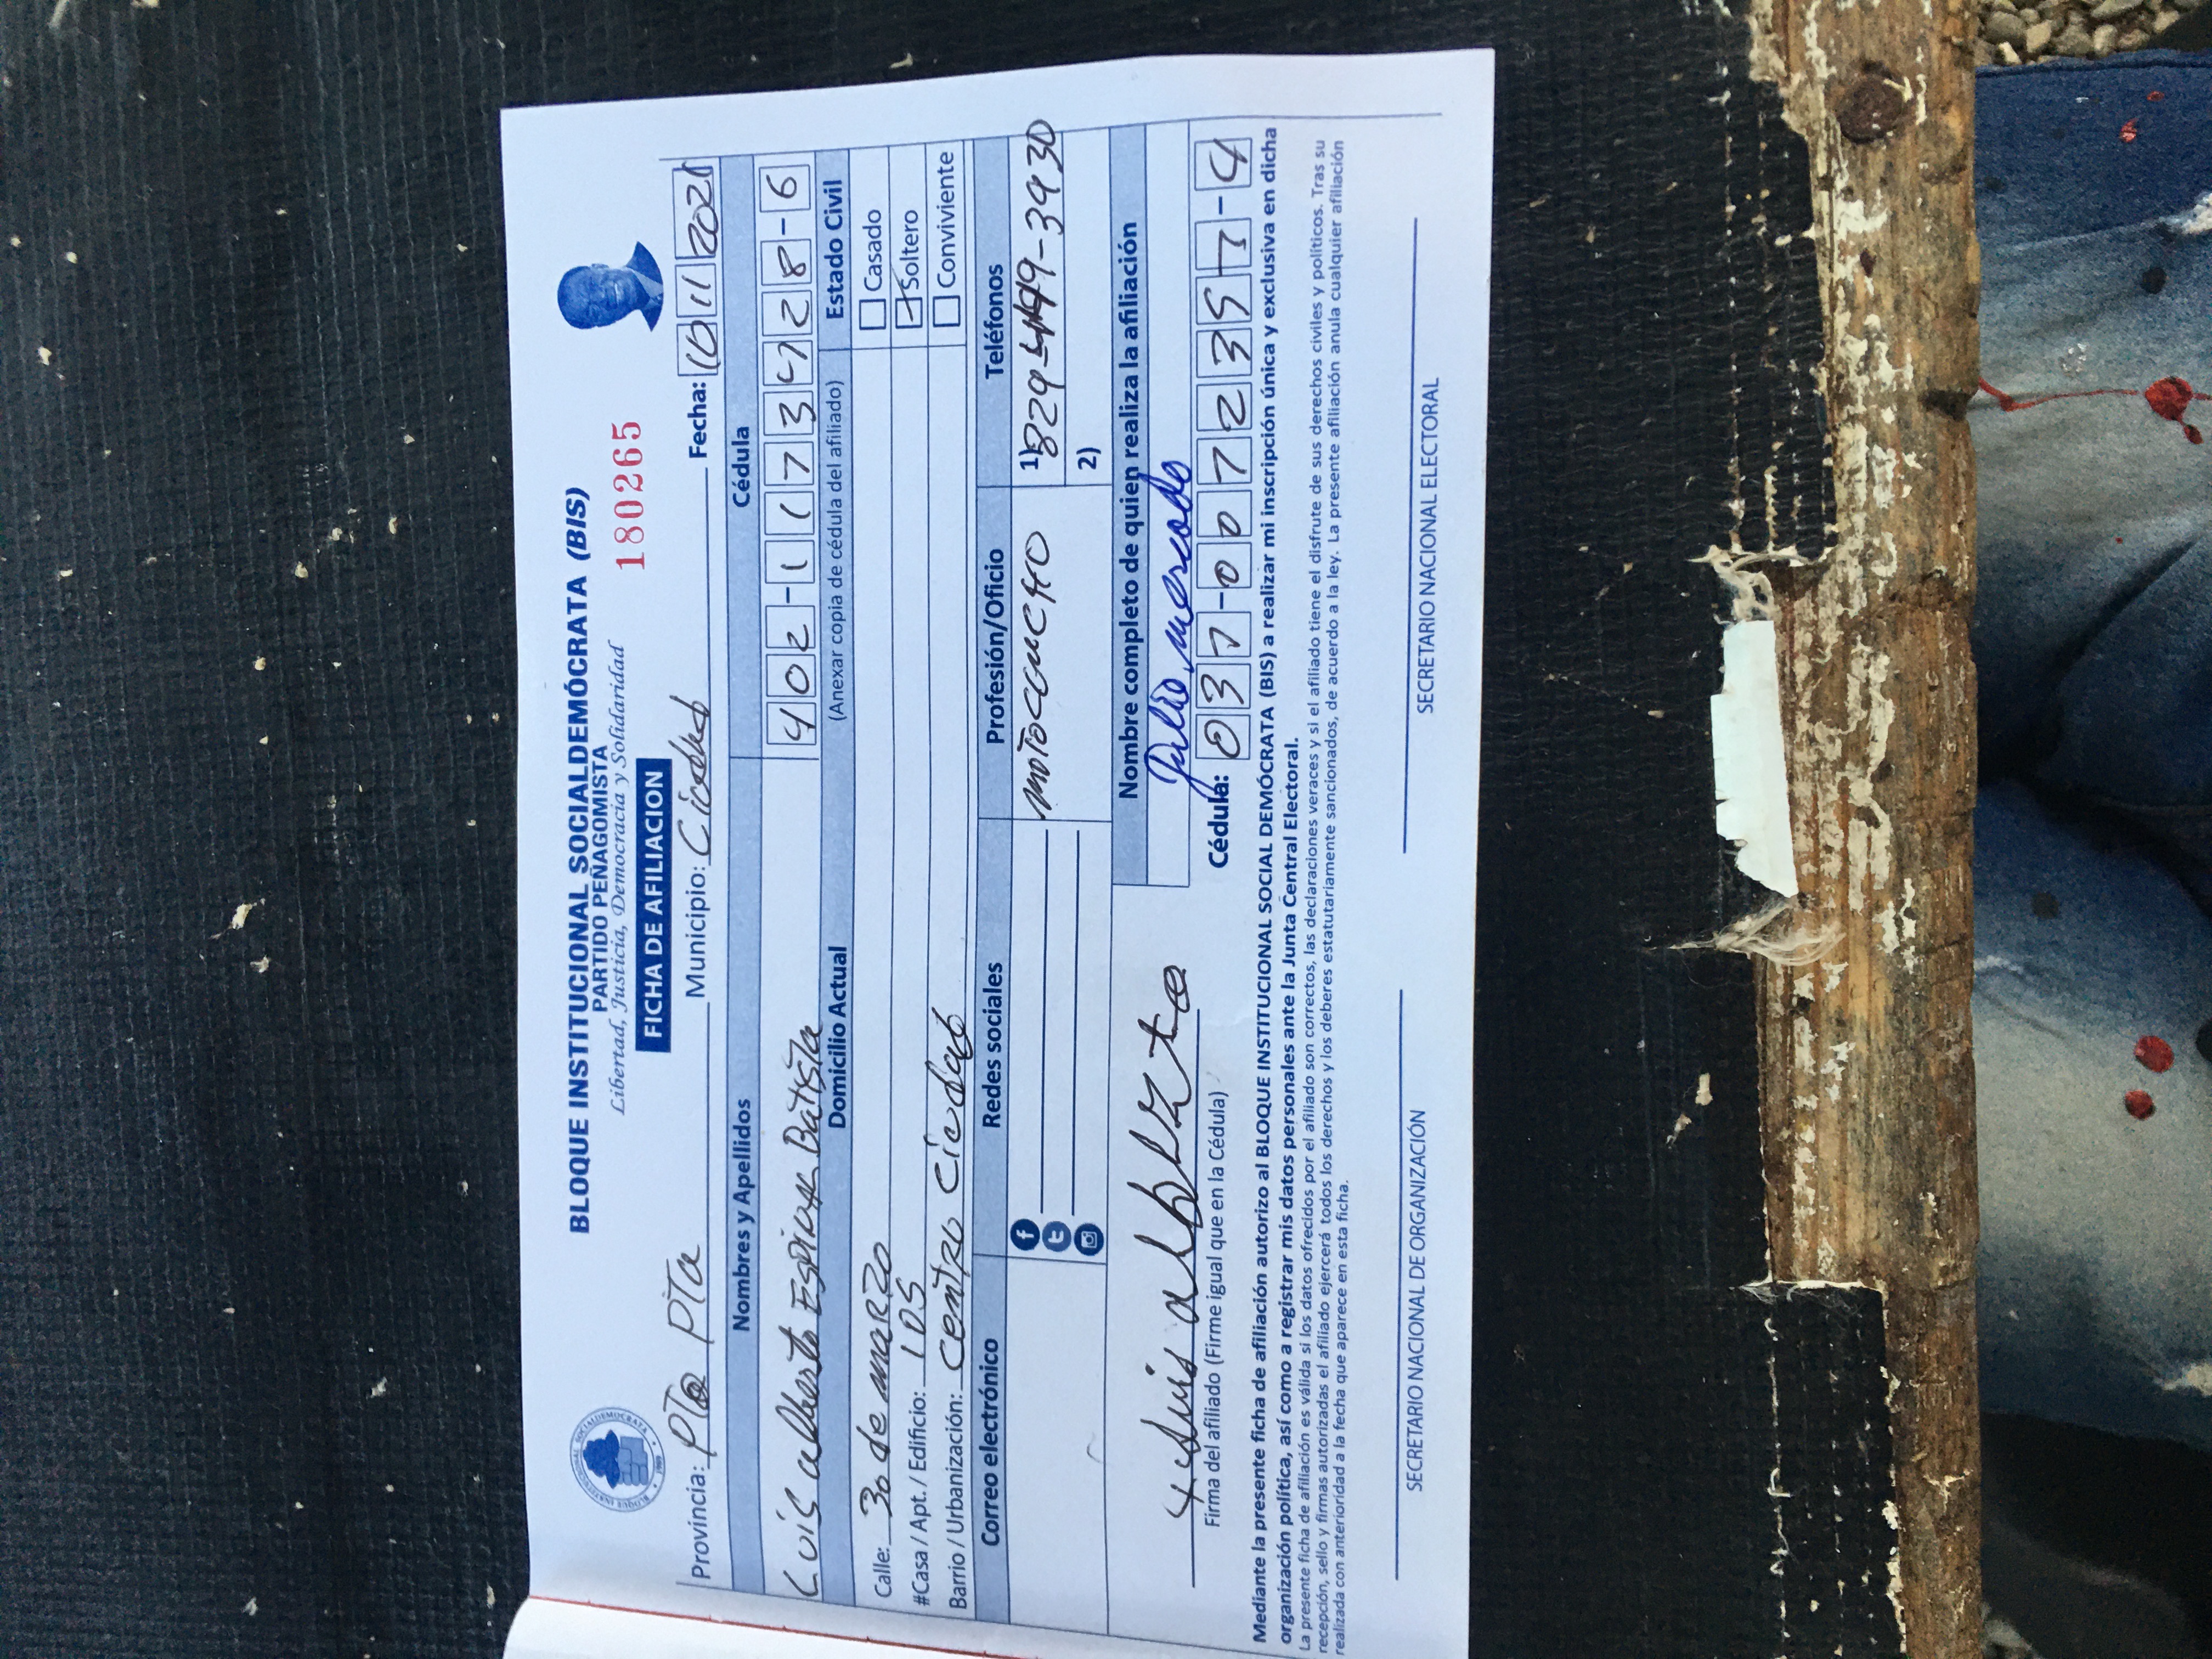 BLOQUE INSTITUCIONAL SOCIALDEMÓCRATA (BIS)
PARTIDO PEÑAGOMISTA
Libertad, Justicia, Democracia y Solidaridad
180265
FICHA DE AFILIACION
Provincia: Pto Pta Municipio: Ciudad Fecha: 10 11 2021
Nombres y Apellidos Cédula
Luis alberto Espinal Batista 402-1173428-6
Domicilio Actual (Anexar copia de cédula del afiliado) Estado Civil
Calle: 30 de marzo Casado
#Casa / Apt. / Edificio: 105 Soltero
Barrio / Urbanización: Centro Ciudad Conviviente
Correo electrónico Redes sociales Profesión/Oficio Teléfonos
motoconcho 1) 829-449-3930
2)
Nombre completo de quien realiza la afiliación
Luis alberto Julio mercado
Firma del afiliado (Firme igual que en la Cédula) Cédula: 037-0072357-4
Mediante la presente ficha de afiliación autorizo al BLOQUE INSTITUCIONAL SOCIAL DEMÓCRATA (BIS) a realizar mi inscripción única y exclusiva en dicha
organización política, así como a registrar mis datos personales ante la Junta Central Electoral.
La presente ficha de afiliación es válida si los datos ofrecidos por el afiliado son correctos, las declaraciones veraces y si el afiliado tiene el disfrute de sus derechos civiles y políticos. Tras su
recepción, sello y firmas autorizadas el afiliado ejercerá todos los derechos y los deberes estatutariamente sancionados, de acuerdo a la ley. La presente afiliación anula cualquier afiliación
realizada con anterioridad a la fecha que aparece en esta ficha.
SECRETARIO NACIONAL DE ORGANIZACIÓN SECRETARIO NACIONAL ELECTORAL